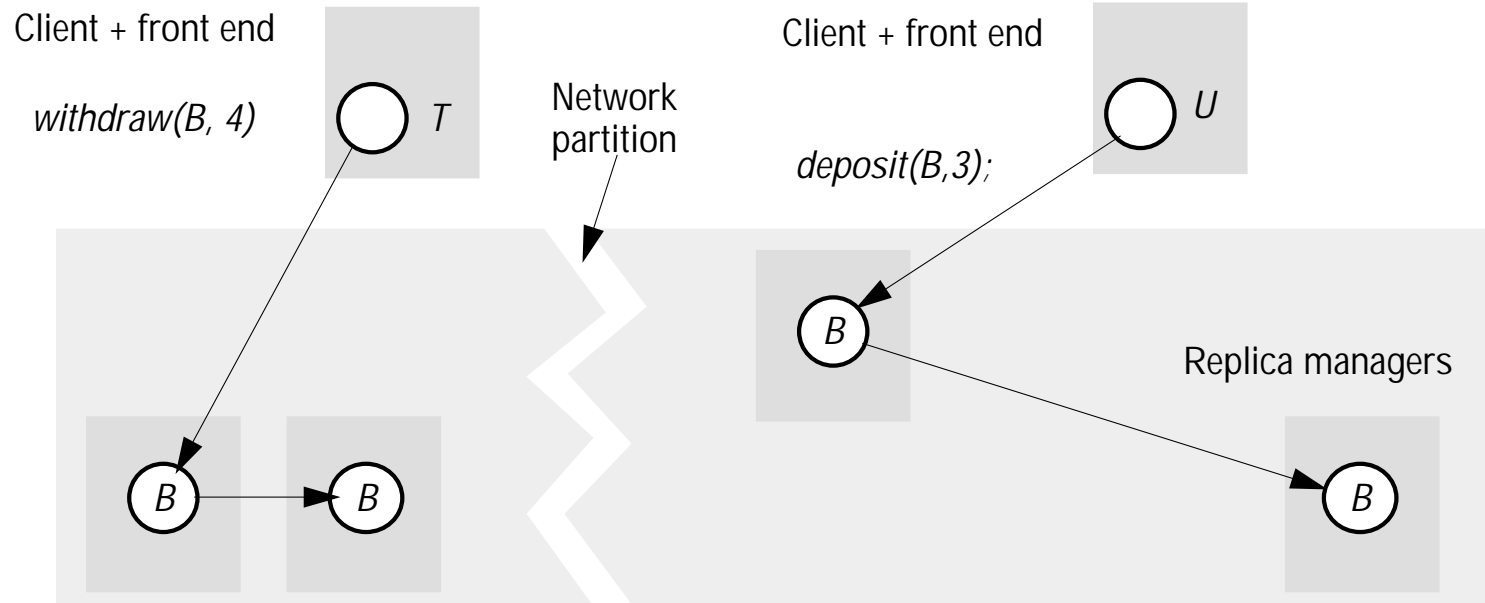 Client + front end
withdraw(B, 4)
T
Network
partition
Client + front end
U
deposit(B,3);
B
Replica managers
B
B
B